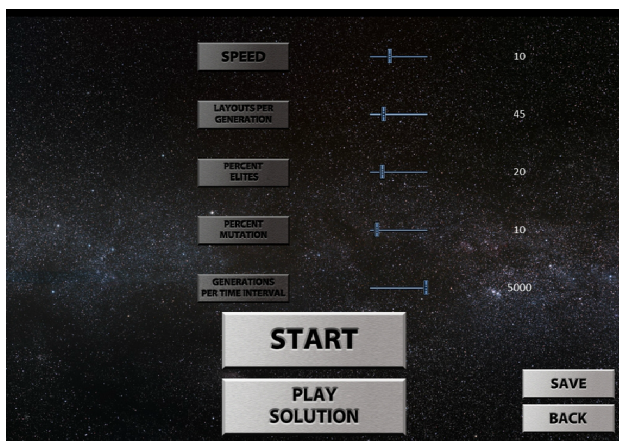 SPEED 10
LAYOUTS PER
GENERATION 45
PERCENT
ELITES 20
PERCENT
MUTATION 10
GENERATIONS
PER TIME INTERVAL 5000
START
PLAY
SOLUTION
SAVE
BACK